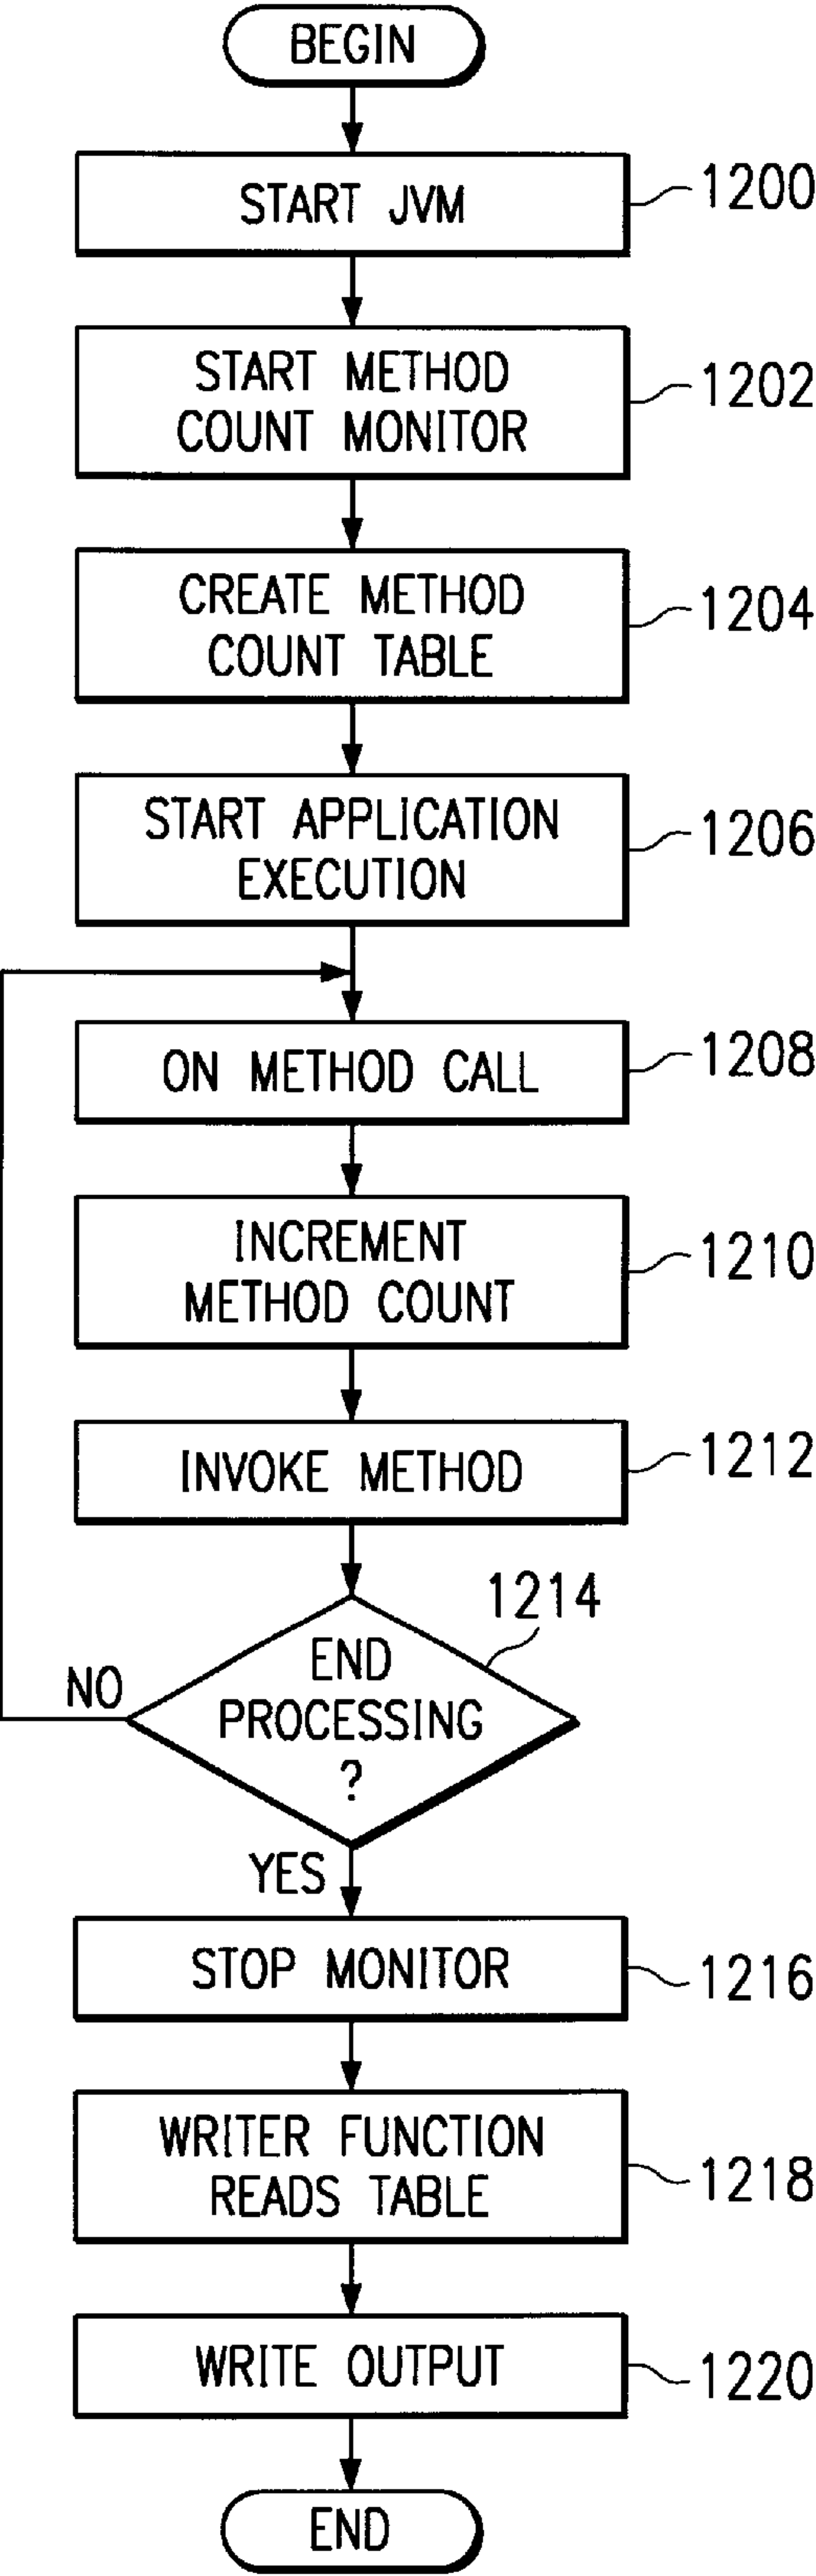 BEGIN
START JVM
1200
START METHOD
COUNT MONITOR
1202
CREATE METHOD
COUNT TABLE
1204
START APPLICATION
EXECUTION
1206
ON METHOD CALL
1208
INCREMENT
METHOD COUNT
1210
INVOKE METHOD
1212
1214
END
PROCESSING
?
NO
YES
STOP MONITOR
1216
WRITER FUNCTION
READS TABLE
1218
WRITE OUTPUT
1220
END